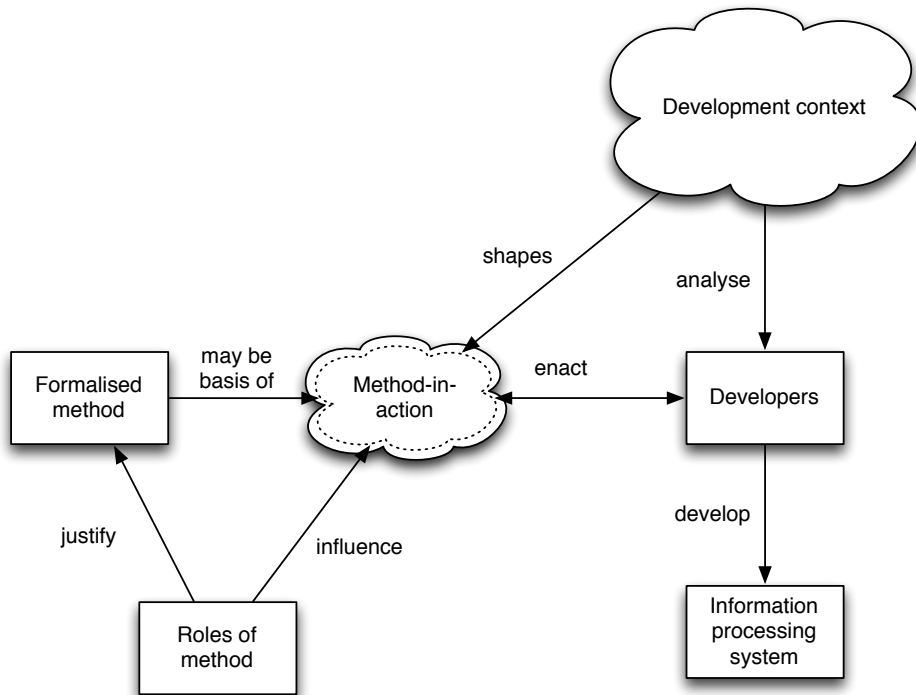 Development context
shapes
analyse
may be
basis of
enact
Formalised
method
Method-in-
action
Developers
justify
influence
develop
Roles of
method
Information
processing
system